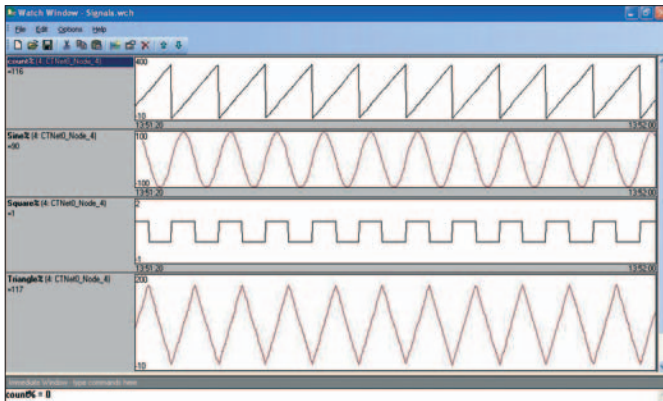 Watch Window - Signals.wch
File Edit Options Help
count% (4: CTNet0_Node_4)
=116
400
-10
13:51:20 13:52:00
Sine% (4: CTNet0_Node_4)
=90
100
-100
13:51:20 13:52:00
Square% (4: CTNet0_Node_4)
=1
2
-1
13:51:20 13:52:00
Triangle% (4: CTNet0_Node_4)
=117
200
-10
Immediate Window - type commands here
count% = 0